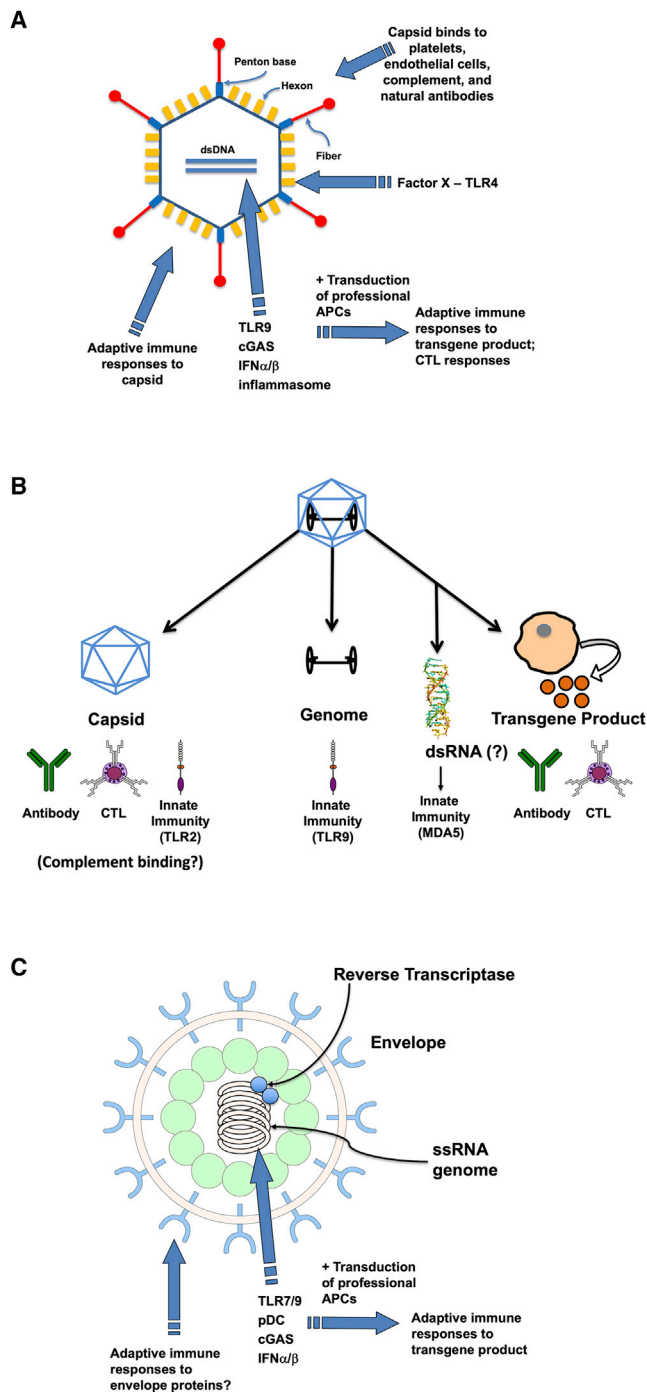 A
Capsid binds to
platelets,
endothelial cells,
complement, and
natural antibodies
Penton base
Hexon
dsDNA
Fiber
Factor X – TLR4
Adaptive immune
responses to
capsid
TLR9
cGAS
IFNα/β
inflammasome
+ Transduction
of professional
APCs
Adaptive immune
responses to
transgene product;
CTL responses
B
Capsid
Genome
dsRNA (?)
Transgene Product
Antibody
CTL
Innate
Immunity
(TLR2)
Innate
Immunity
(TLR9)
Innate
Immunity
(MDA5)
Antibody
CTL
(Complement binding?)
C
Reverse Transcriptase
Envelope
ssRNA
genome
Adaptive immune
responses to
envelope proteins?
TLR7/9
pDC
cGAS
IFNα/β
+ Transduction
of professional
APCs
Adaptive immune
responses to
transgene product